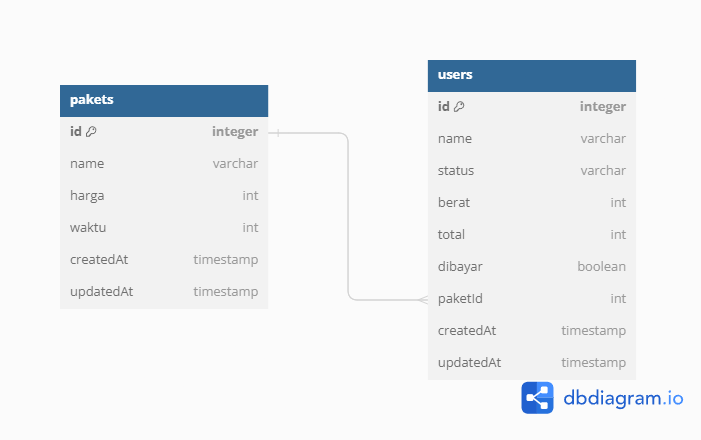 pakets
id integer
name varchar
harga int
waktu int
createdAt timestamp
updatedAt timestamp
users
id integer
name varchar
status varchar
berat int
total int
dibayar boolean
paketId int
createdAt timestamp
updatedAt timestamp
dbdiagram.io